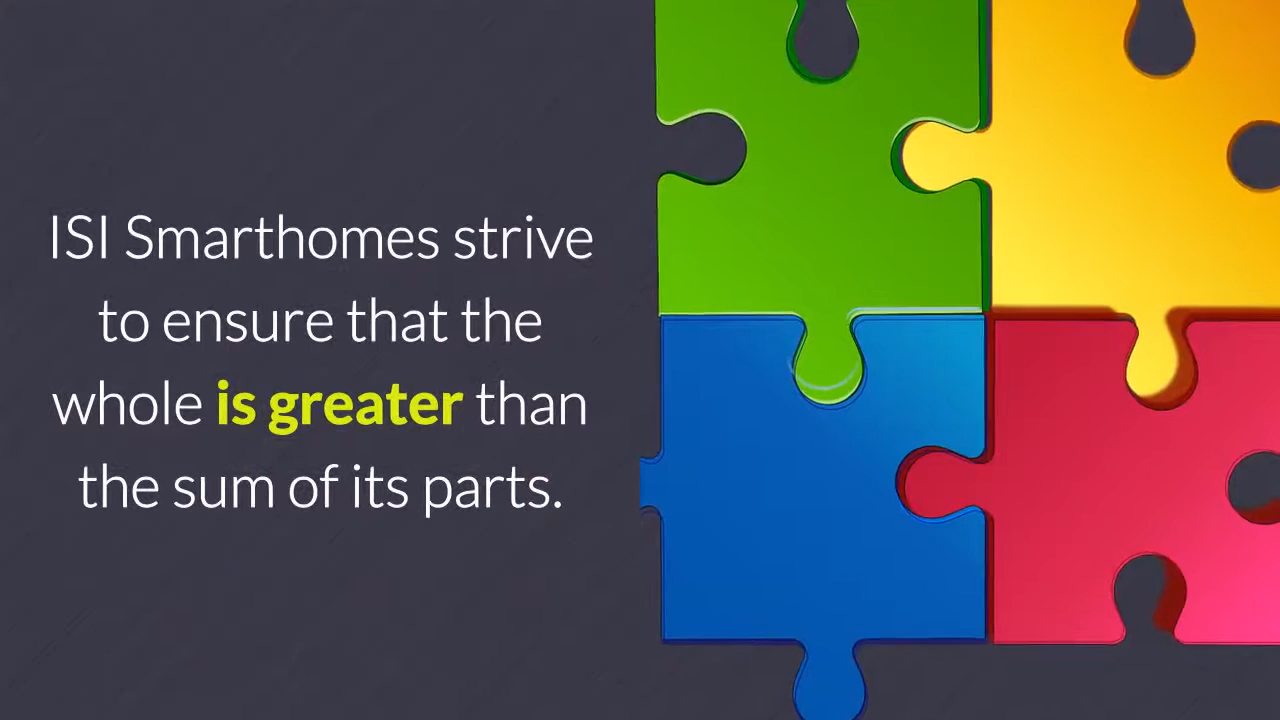 ISI Smarthomes strive
to ensure that the
whole is greater than
the sum of its parts.